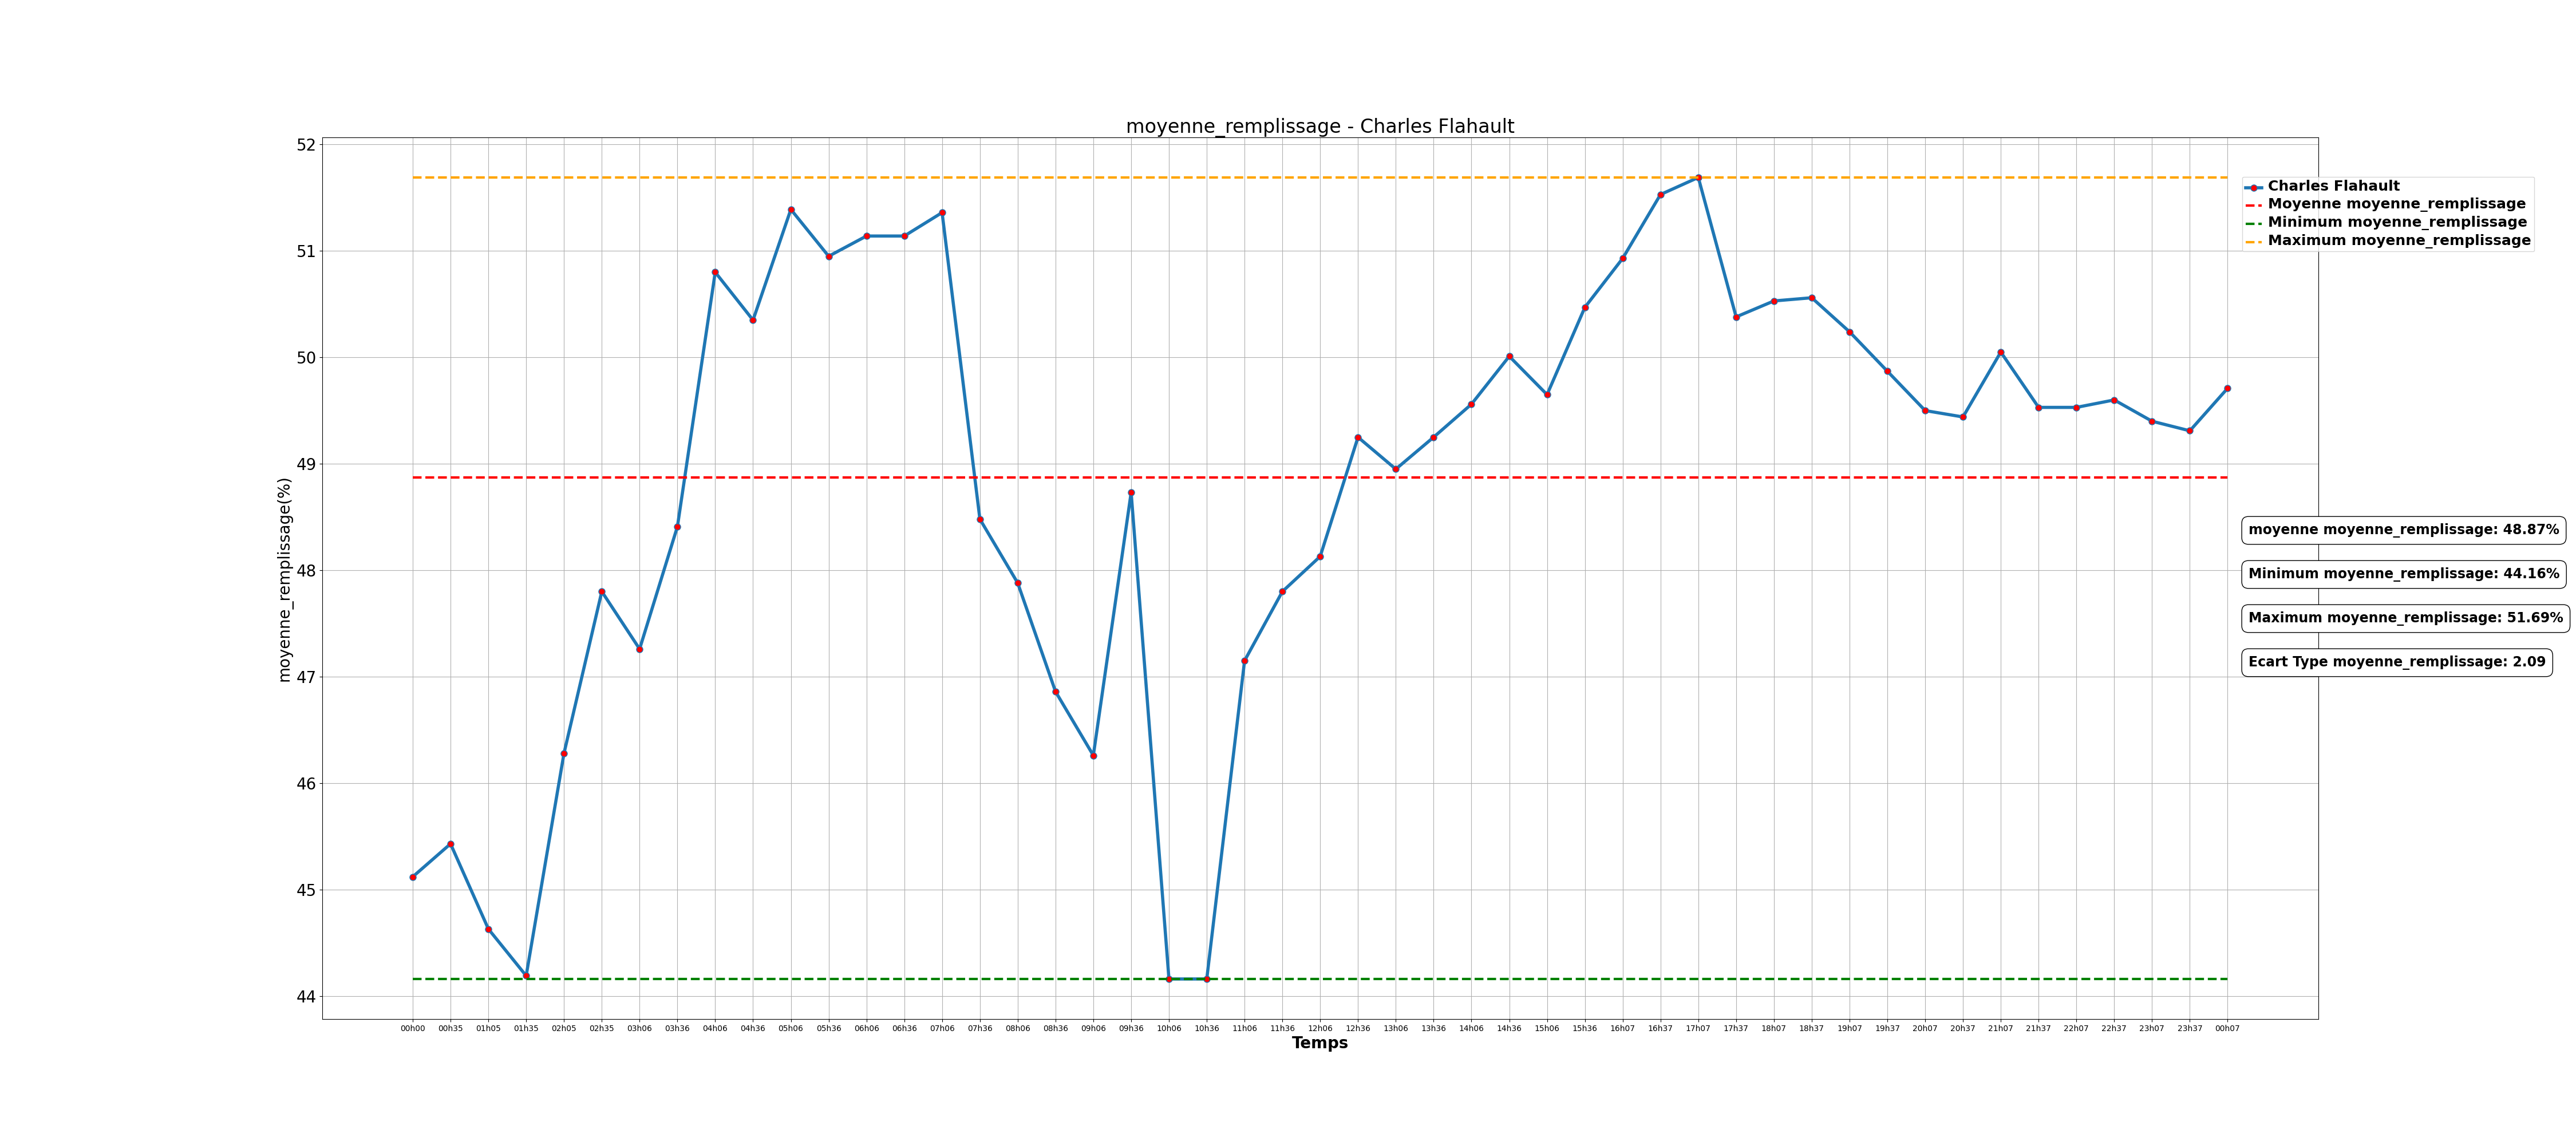 moyenne_remplissage - Charles Flahault
52
51
50
49
48
47
46
45
44
moyenne_remplissage(%)
00h00 00h35 01h05 01h35 02h05 02h35 03h06 03h36 04h06 04h36 05h06 05h36 06h06 06h36 07h06 07h36 08h06 08h36 09h06 09h36 10h06 10h36 11h06 11h36 12h06 12h36 13h06 13h36 14h06 14h36 15h06 15h36 16h07 16h37 17h07 17h37 18h07 18h37 19h07 19h37 20h07 20h37 21h07 21h37 22h07 22h37 23h07 23h37 00h07
Temps
Charles Flahault
Moyenne moyenne_remplissage
Minimum moyenne_remplissage
Maximum moyenne_remplissage
moyenne moyenne_remplissage: 48.87%
Minimum moyenne_remplissage: 44.16%
Maximum moyenne_remplissage: 51.69%
Ecart Type moyenne_remplissage: 2.09